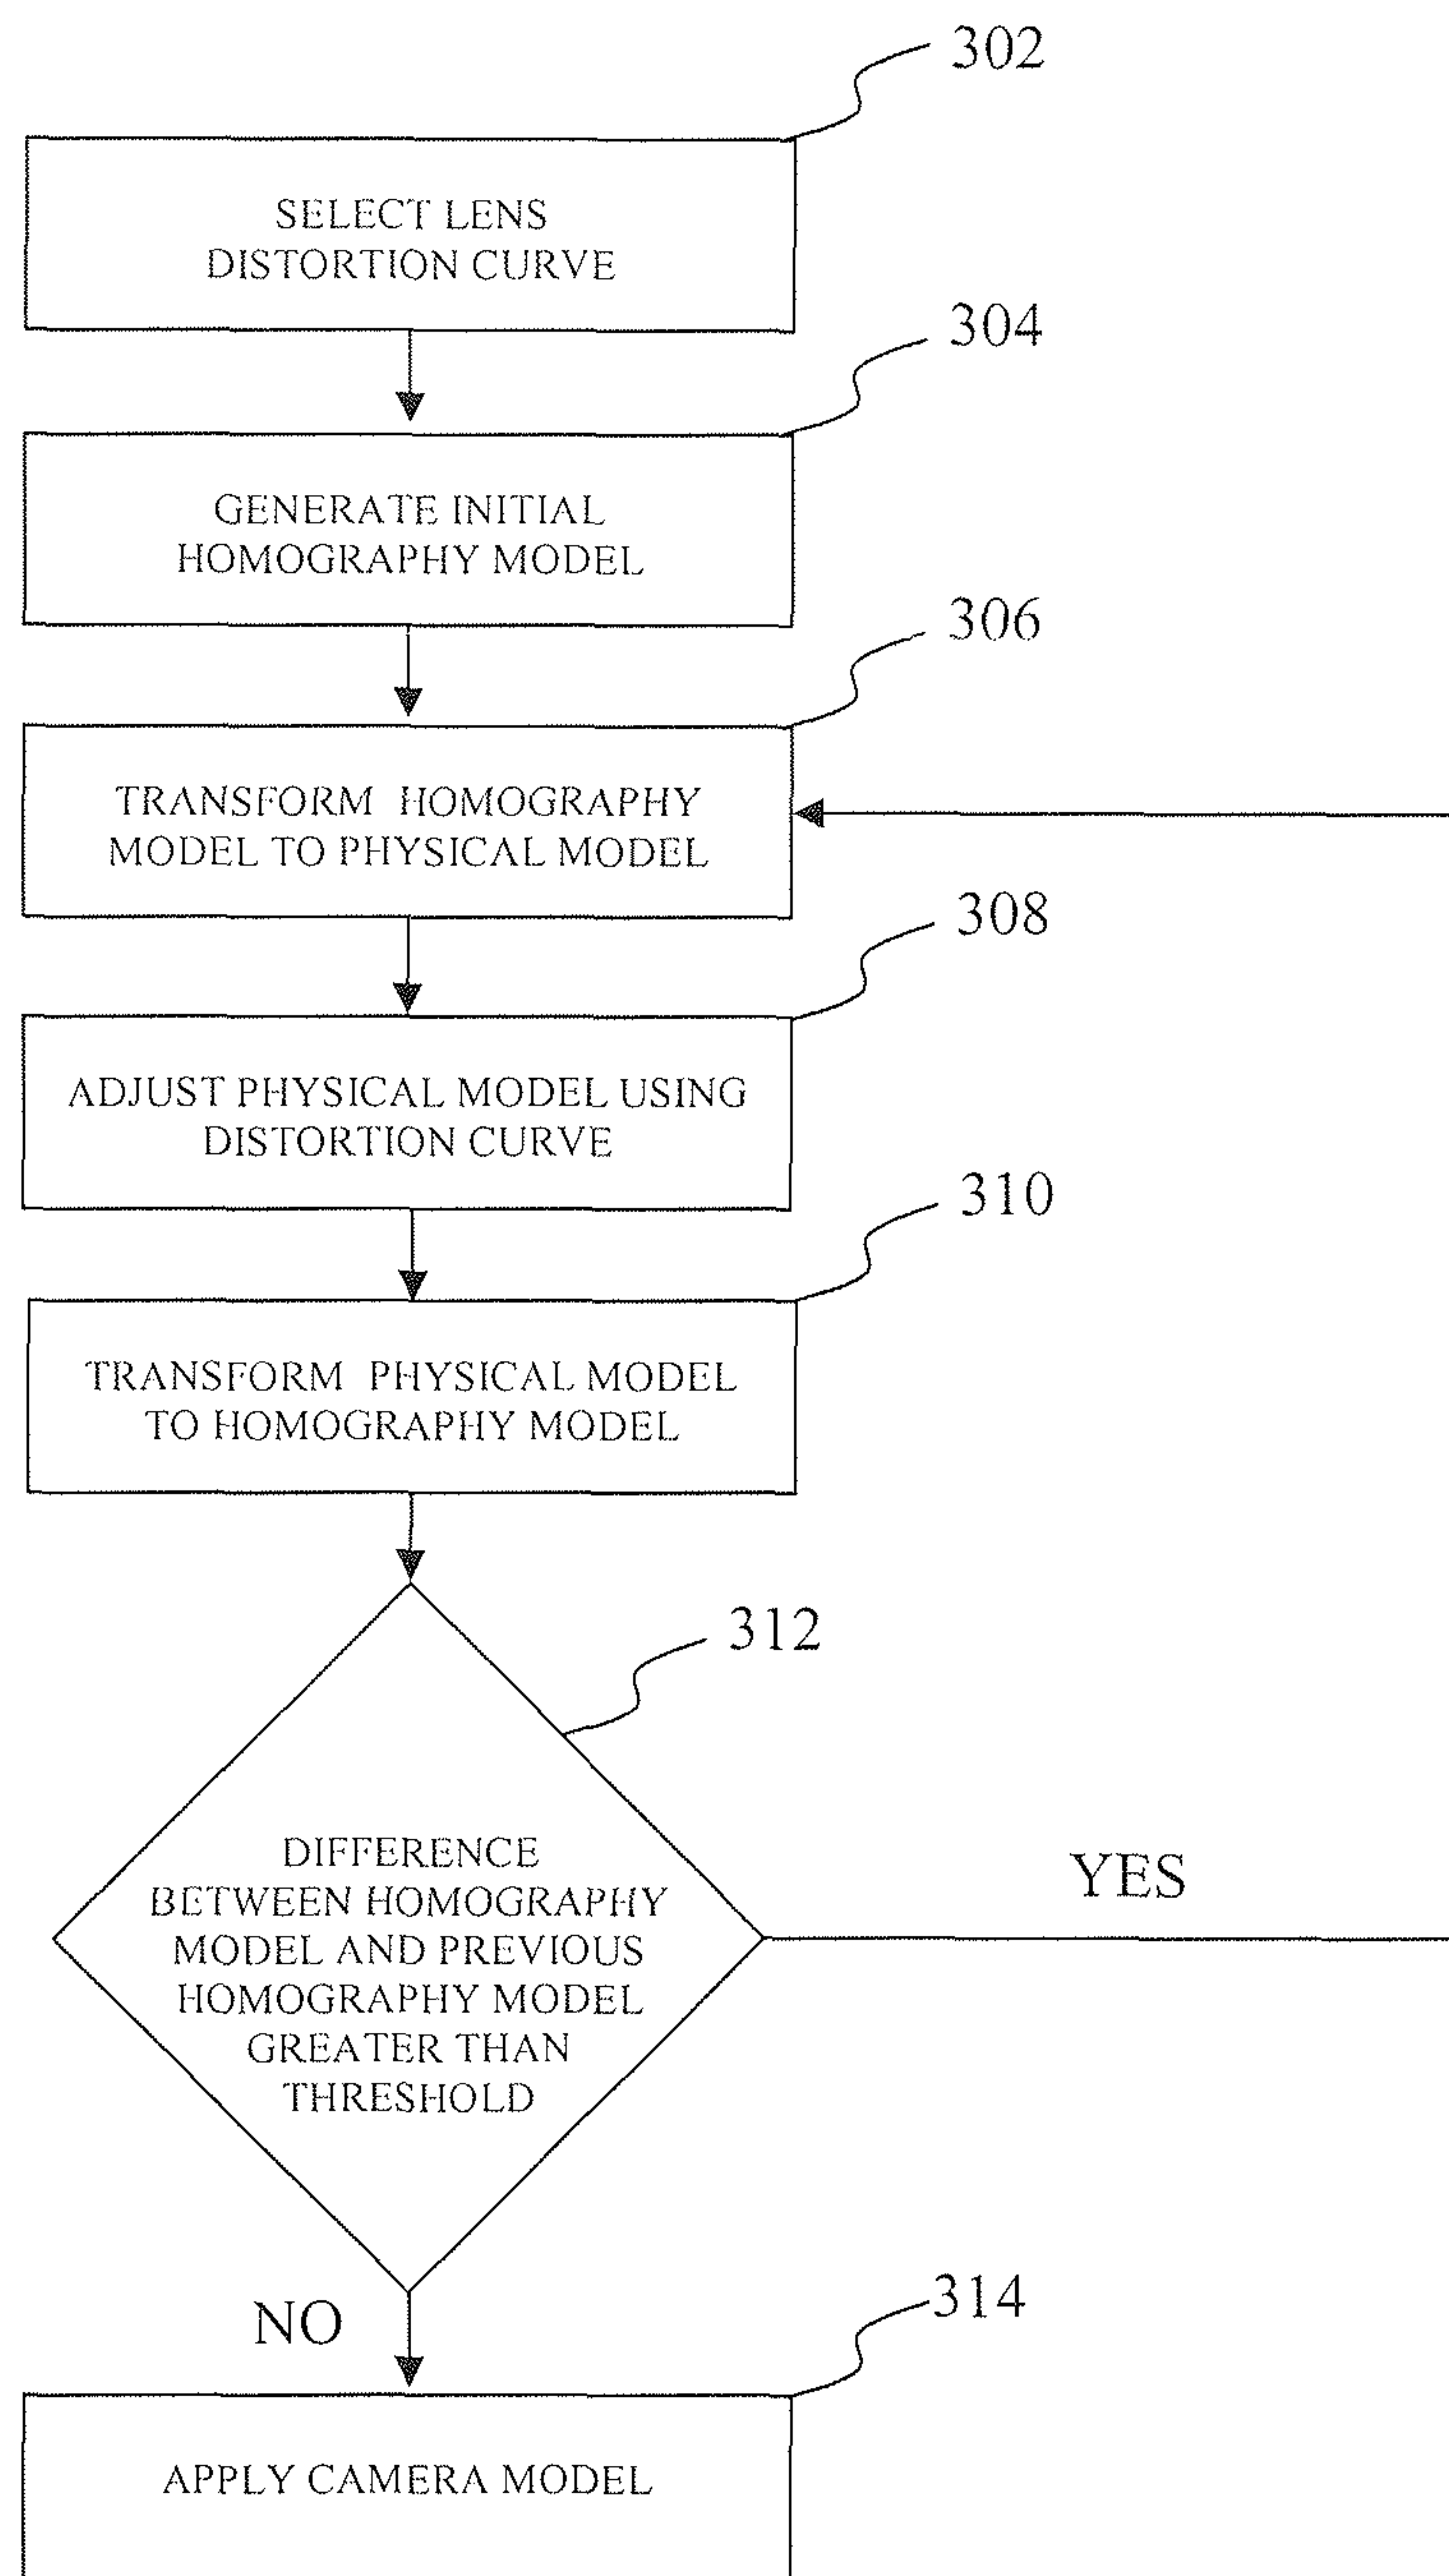 302
SELECT LENS
DISTORTION CURVE
304
GENERATE INITIAL
HOMOGRAPHY MODEL
306
TRANSFORM HOMOGRAPHY
MODEL TO PHYSICAL MODEL
308
ADJUST PHYSICAL MODEL USING
DISTORTION CURVE
310
TRANSFORM PHYSICAL MODEL
TO HOMOGRAPHY MODEL
312
DIFFERENCE
BETWEEN HOMOGRAPHY
MODEL AND PREVIOUS
HOMOGRAPHY MODEL
GREATER THAN
THRESHOLD
YES
NO
314
APPLY CAMERA MODEL